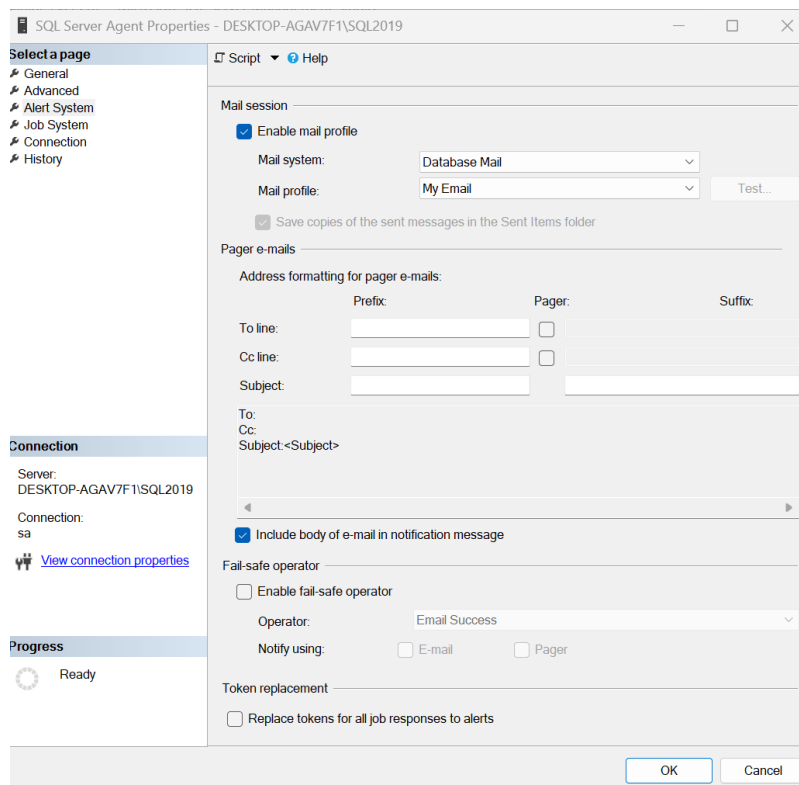 SQL Server Agent Properties - DESKTOP-AGAV7F1\SQL2019
Select a page
General
Advanced
Alert System
Job System
Connection
History
Connection
Server:
DESKTOP-AGAV7F1\SQL2019
Connection:
sa
View connection properties
Progress
Ready
Script Help
Mail session
Enable mail profile
Mail system: Database Mail
Mail profile: My Email Test...
Save copies of the sent messages in the Sent Items folder
Pager e-mails
Address formatting for pager e-mails:
Prefix: Pager: Suffix:
To line:
Cc line:
Subject:
To:
Cc:
Subject:<Subject>
Include body of e-mail in notification message
Fail-safe operator
Enable fail-safe operator
Operator: Email Success
Notify using: E-mail Pager
Token replacement
Replace tokens for all job responses to alerts
OK Cancel